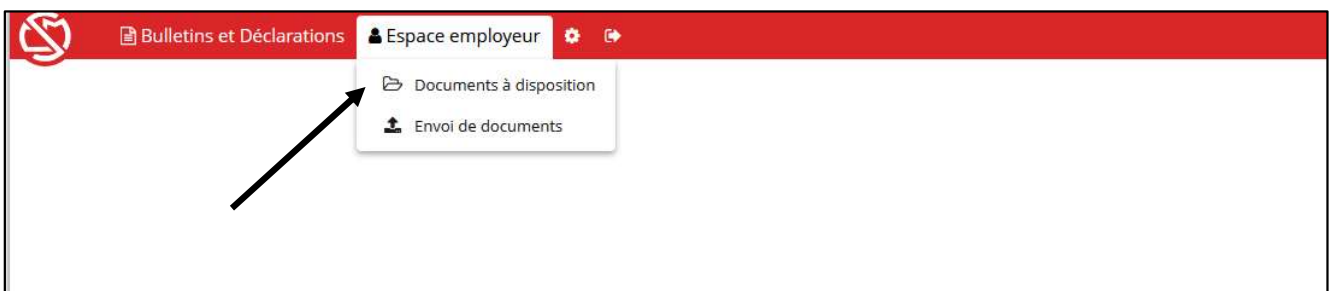 Bulletins et Déclarations Espace employeur
Documents à disposition
Envoi de documents